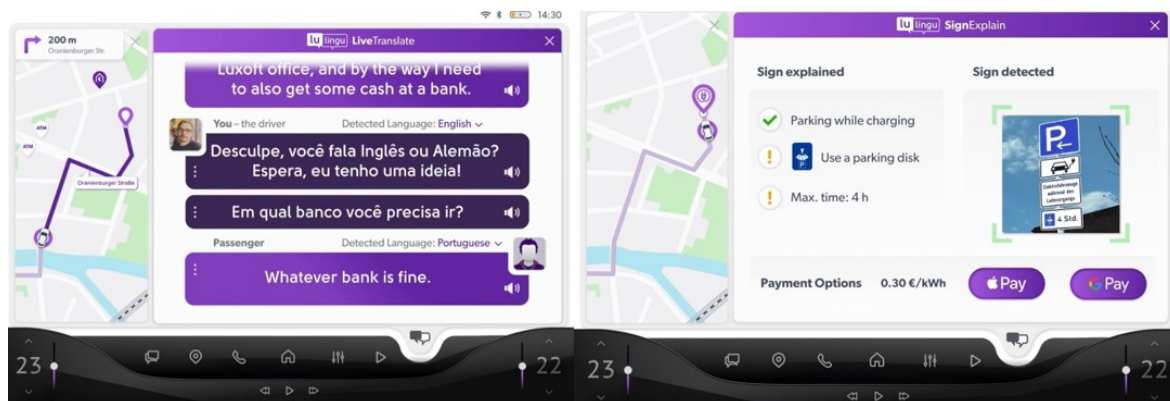 14:30
200 m
Oranienburger Str.
ATM
ATM
Oranienburger Straße
lu lingu LiveTranslate
Luxoft office, and by the way I need
to also get some cash at a bank.
You – the driver
Detected Language: English
Desculpe, você fala Inglês ou Alemão?
Espera, eu tenho uma ideia!
Em qual banco você precisa ir?
Passenger
Detected Language: Portuguese
Whatever bank is fine.
23
22
lu lingu SignExplain
Sign explained
Parking while charging
P
Use a parking disk
Max. time: 4 h
Sign detected
P
Elektrofahrzeuge
während des
Ladevorgangs
4 Std.
Payment Options
0.30 €/kWh
Pay
G Pay
23
22